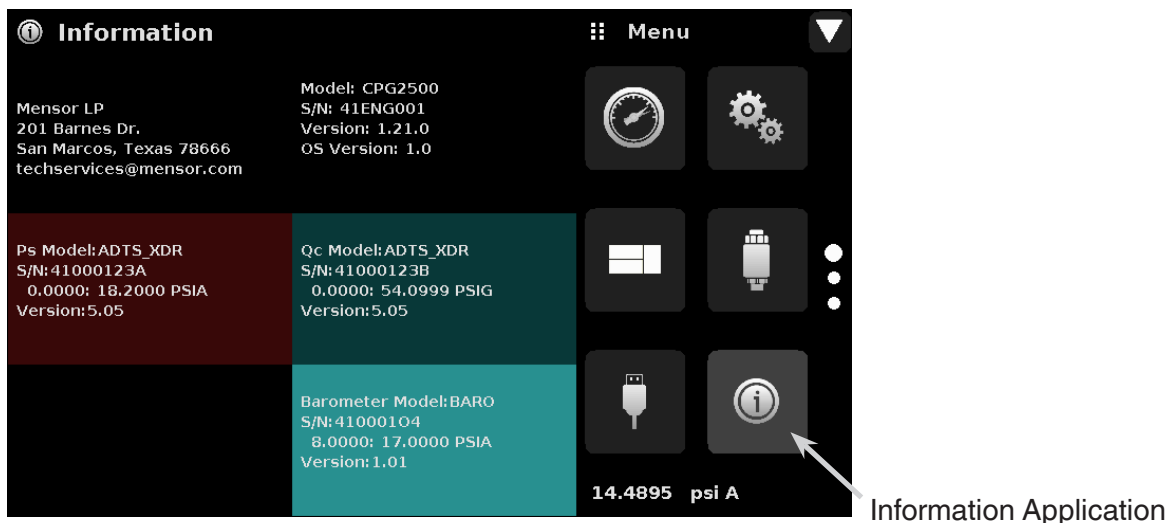 Information
Mensor LP
201 Barnes Dr.
San Marcos, Texas 78666
techservices@mensor.com
Model: CPG2500
S/N: 41ENG001
Version: 1.21.0
OS Version: 1.0
Ps Model:ADTS_XDR
S/N:41000123A
0.0000: 18.2000 PSIA
Version:5.05
Qc Model:ADTS_XDR
S/N:41000123B
0.0000: 54.0999 PSIG
Version:5.05
Barometer Model:BARO
S/N:41000104
8.0000: 17.0000 PSIA
Version:1.01
Menu
14.4895 psi A
Information Application